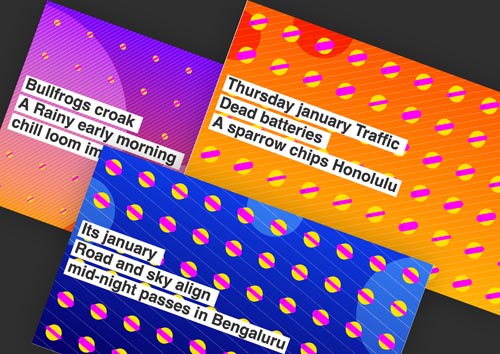 Bullfrogs croak
A Rainy early morning
chill loom
Thursday january Traffic
Dead batteries
A sparrow chips Honolulu
Its january
Road and sky align
mid-night passes in Bengaluru